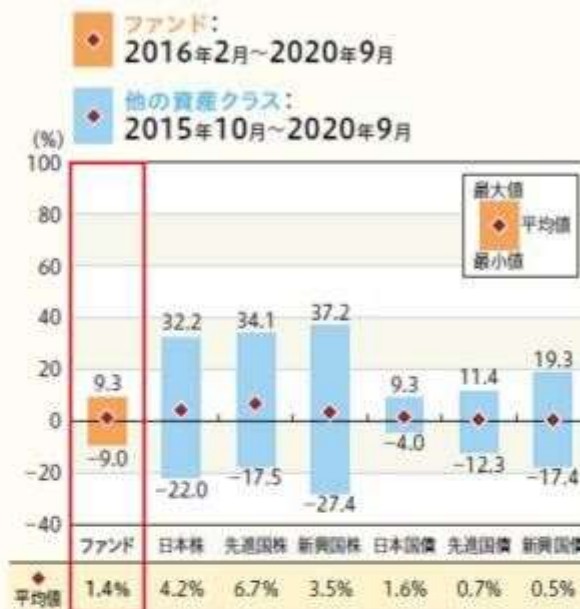 ファンド:
2016年2月～2020年9月
他の資産クラス:
2015年10月～2020年9月
(%)
100
80
60
40
20
0
−20
−40
最大値
平均値
最小値
9.3
−9.0
32.2
−22.0
34.1
−17.5
37.2
−27.4
9.3
−4.0
11.4
−12.3
19.3
−17.4
ファンド 日本株 先進国株 新興国株 日本国債 先進国債 新興国債
平均値 1.4% 4.2% 6.7% 3.5% 1.6% 0.7% 0.5%